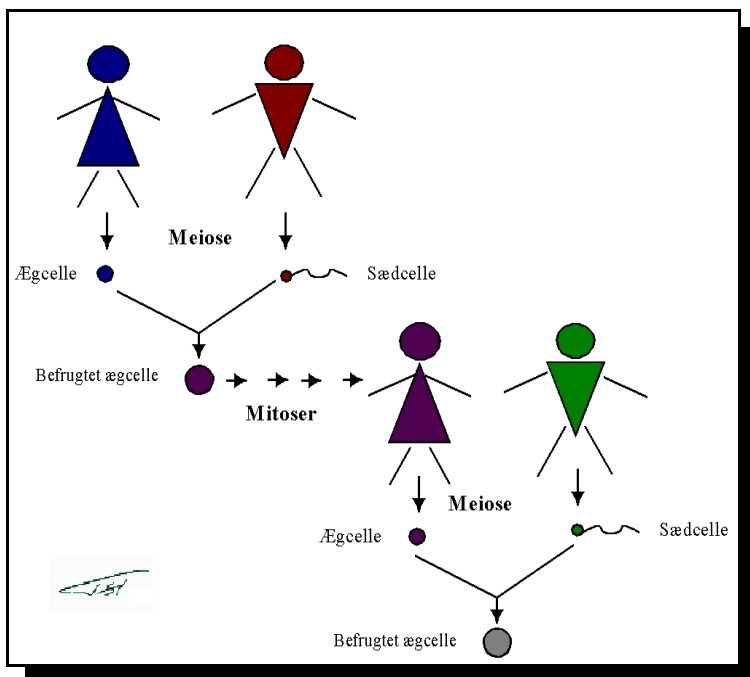 Meiose
Ægcelle
Sædcelle
Befrugtet ægcelle
Mitoser
Meiose
Ægcelle
Sædcelle
Befrugtet ægcelle